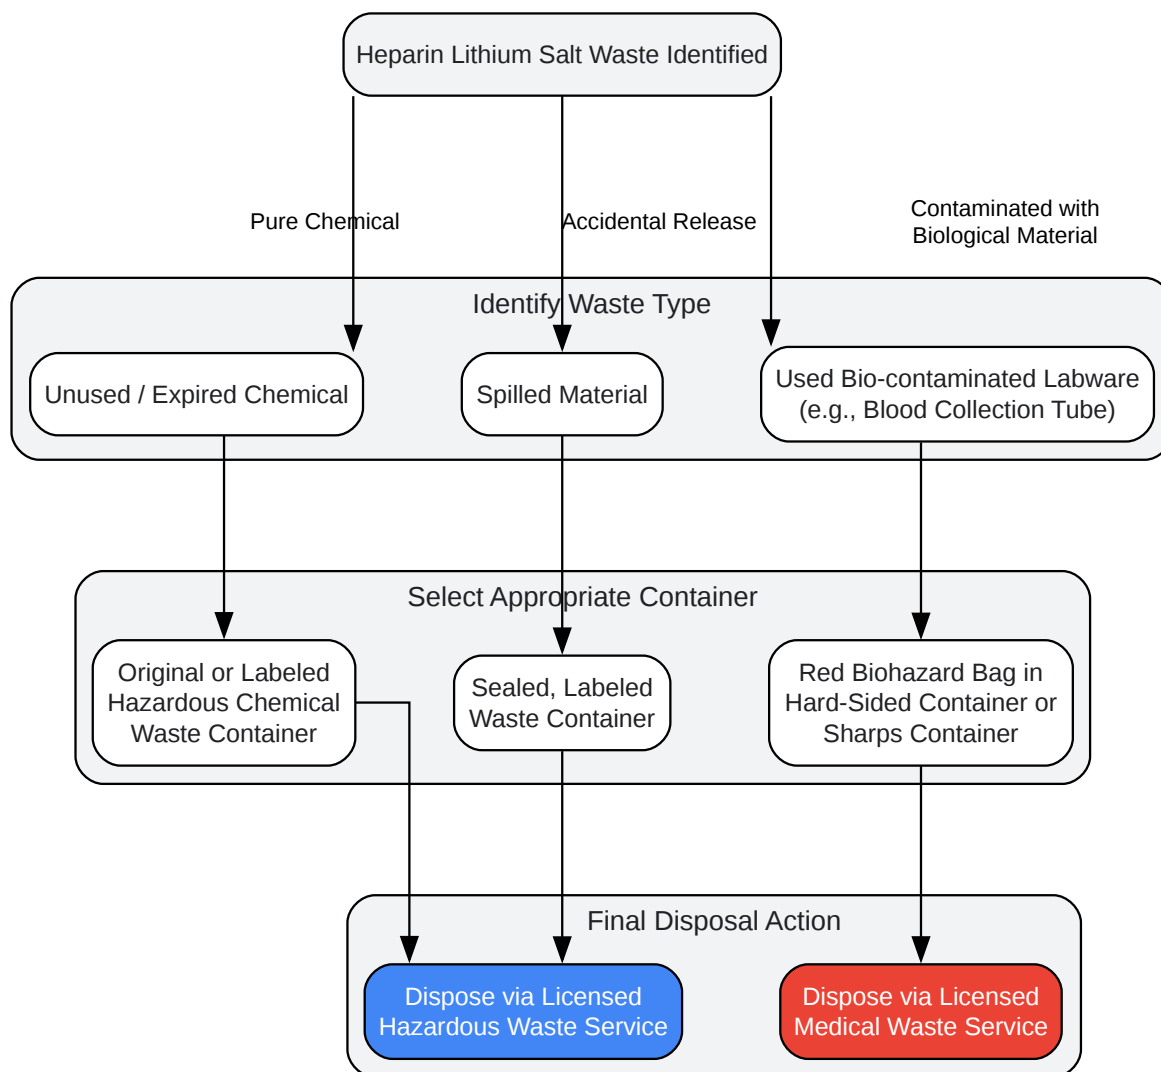 Heparin Lithium Salt Waste Identified
Pure Chemical
Accidental Release
Contaminated with
Biological Material
Identify Waste Type
Unused / Expired Chemical
Spilled Material
Used Bio-contaminated Labware
(e.g., Blood Collection Tube)
Select Appropriate Container
Original or Labeled
Hazardous Chemical
Waste Container
Sealed, Labeled
Waste Container
Red Biohazard Bag in
Hard-Sided Container or
Sharps Container
Final Disposal Action
Dispose via Licensed
Hazardous Waste Service
Dispose via Licensed
Medical Waste Service